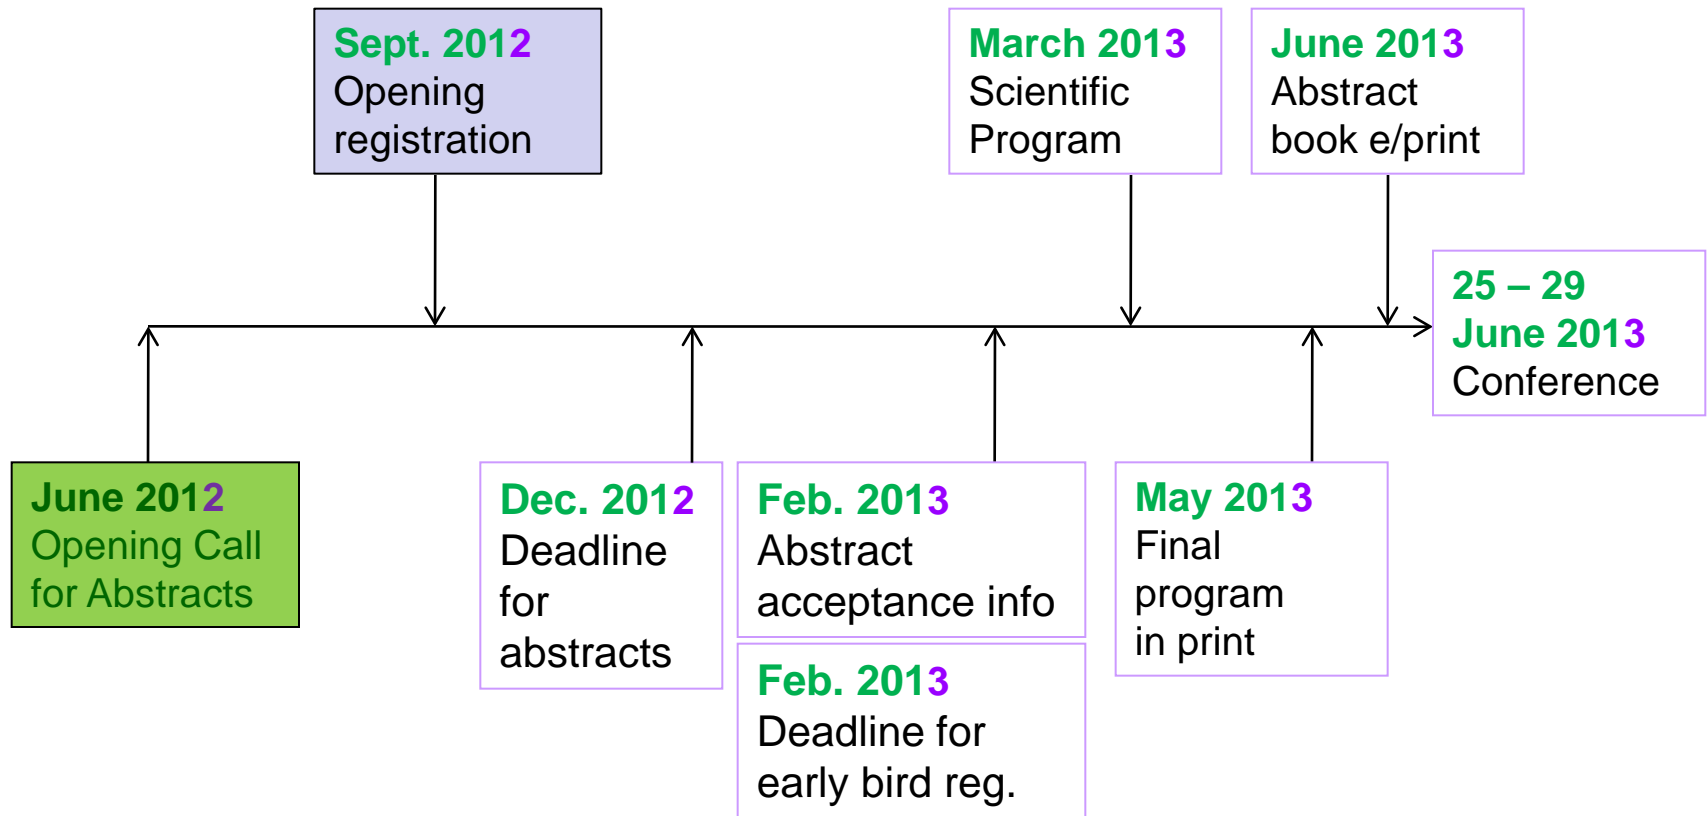 Sept. 2012
Opening
registration
March 2013
Scientific
Program
June 2013
Abstract
book e/print
25 – 29
June 2013
Conference
June 2012
Opening Call
for Abstracts
Dec. 2012
Deadline
for
abstracts
Feb. 2013
Abstract
acceptance info
Feb. 2013
Deadline for
early bird reg.
May 2013
Final
program
in print